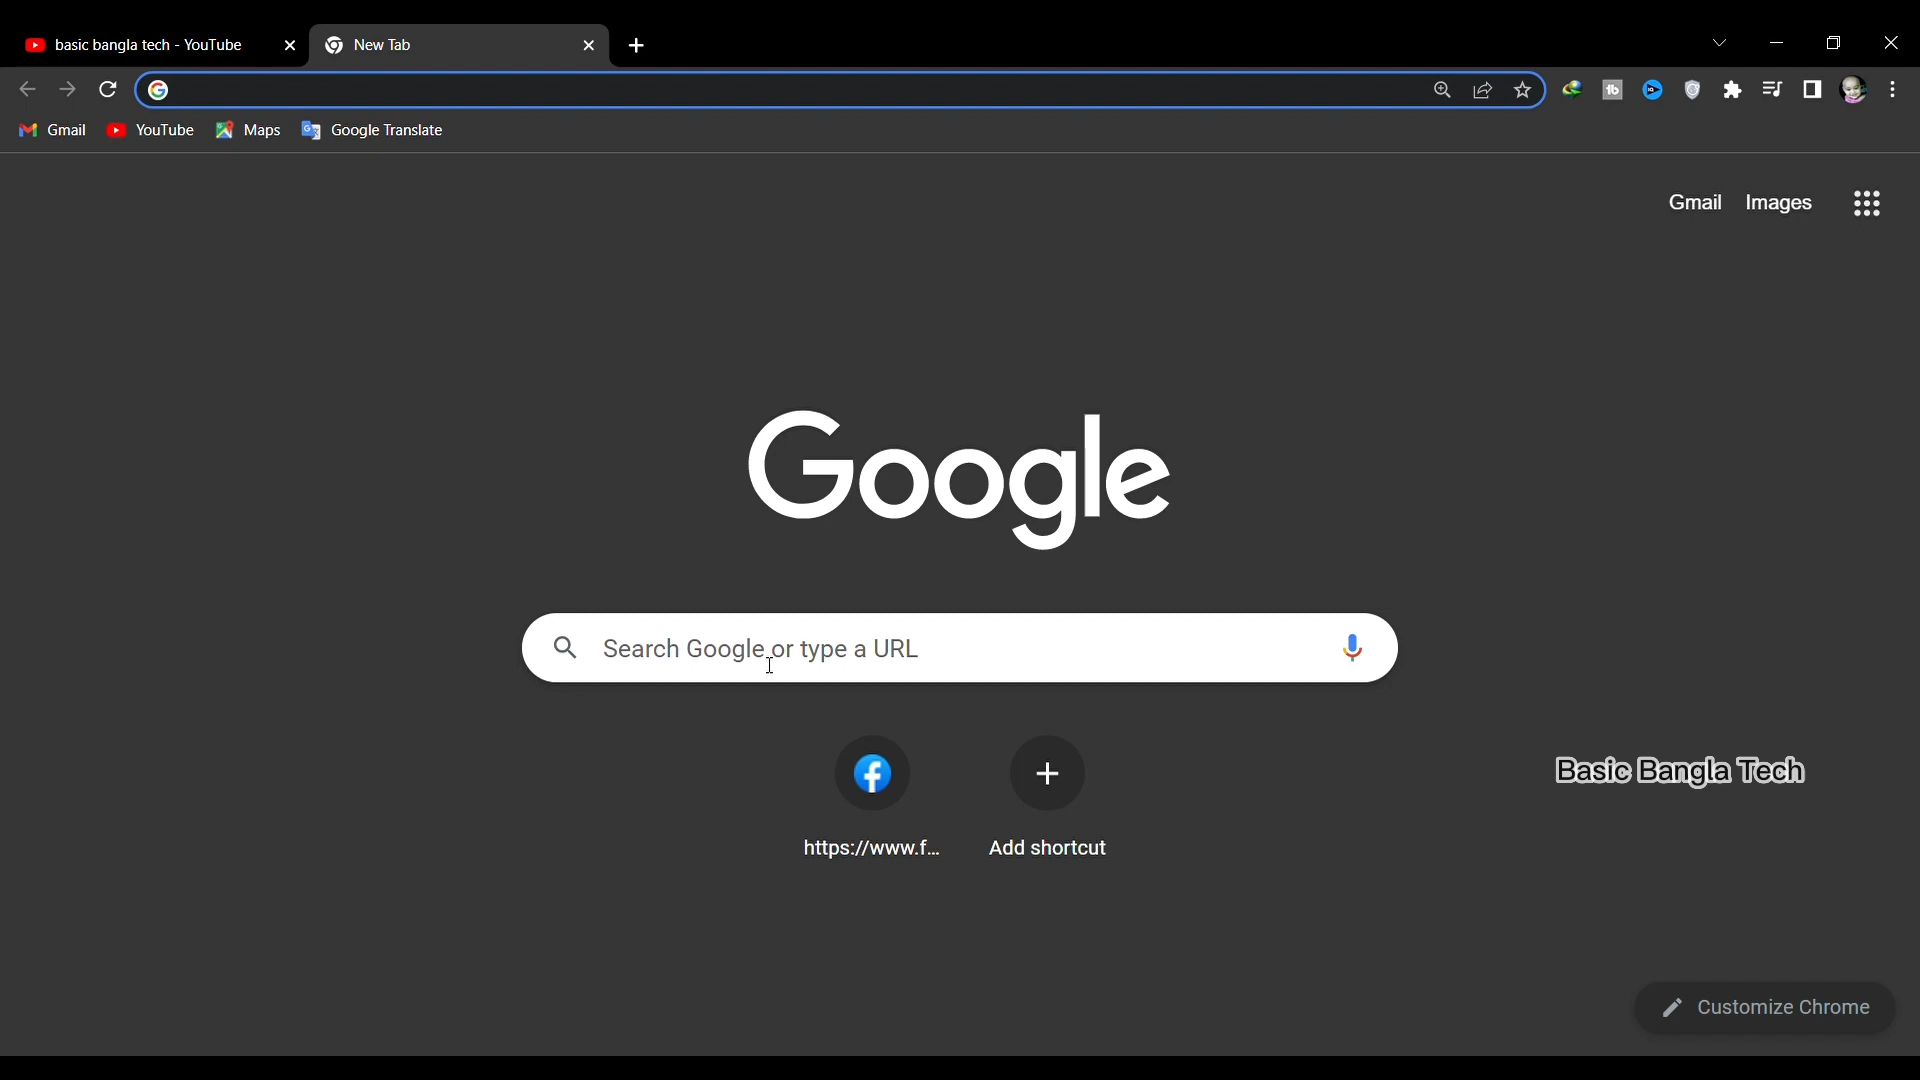 basic bangla tech - YouTube
New Tab
Gmail
YouTube
Maps
Google Translate
Gmail
Images
Google
Search Google or type a URL
https://www.f...
Add shortcut
Basic Bangla Tech
Customize Chrome